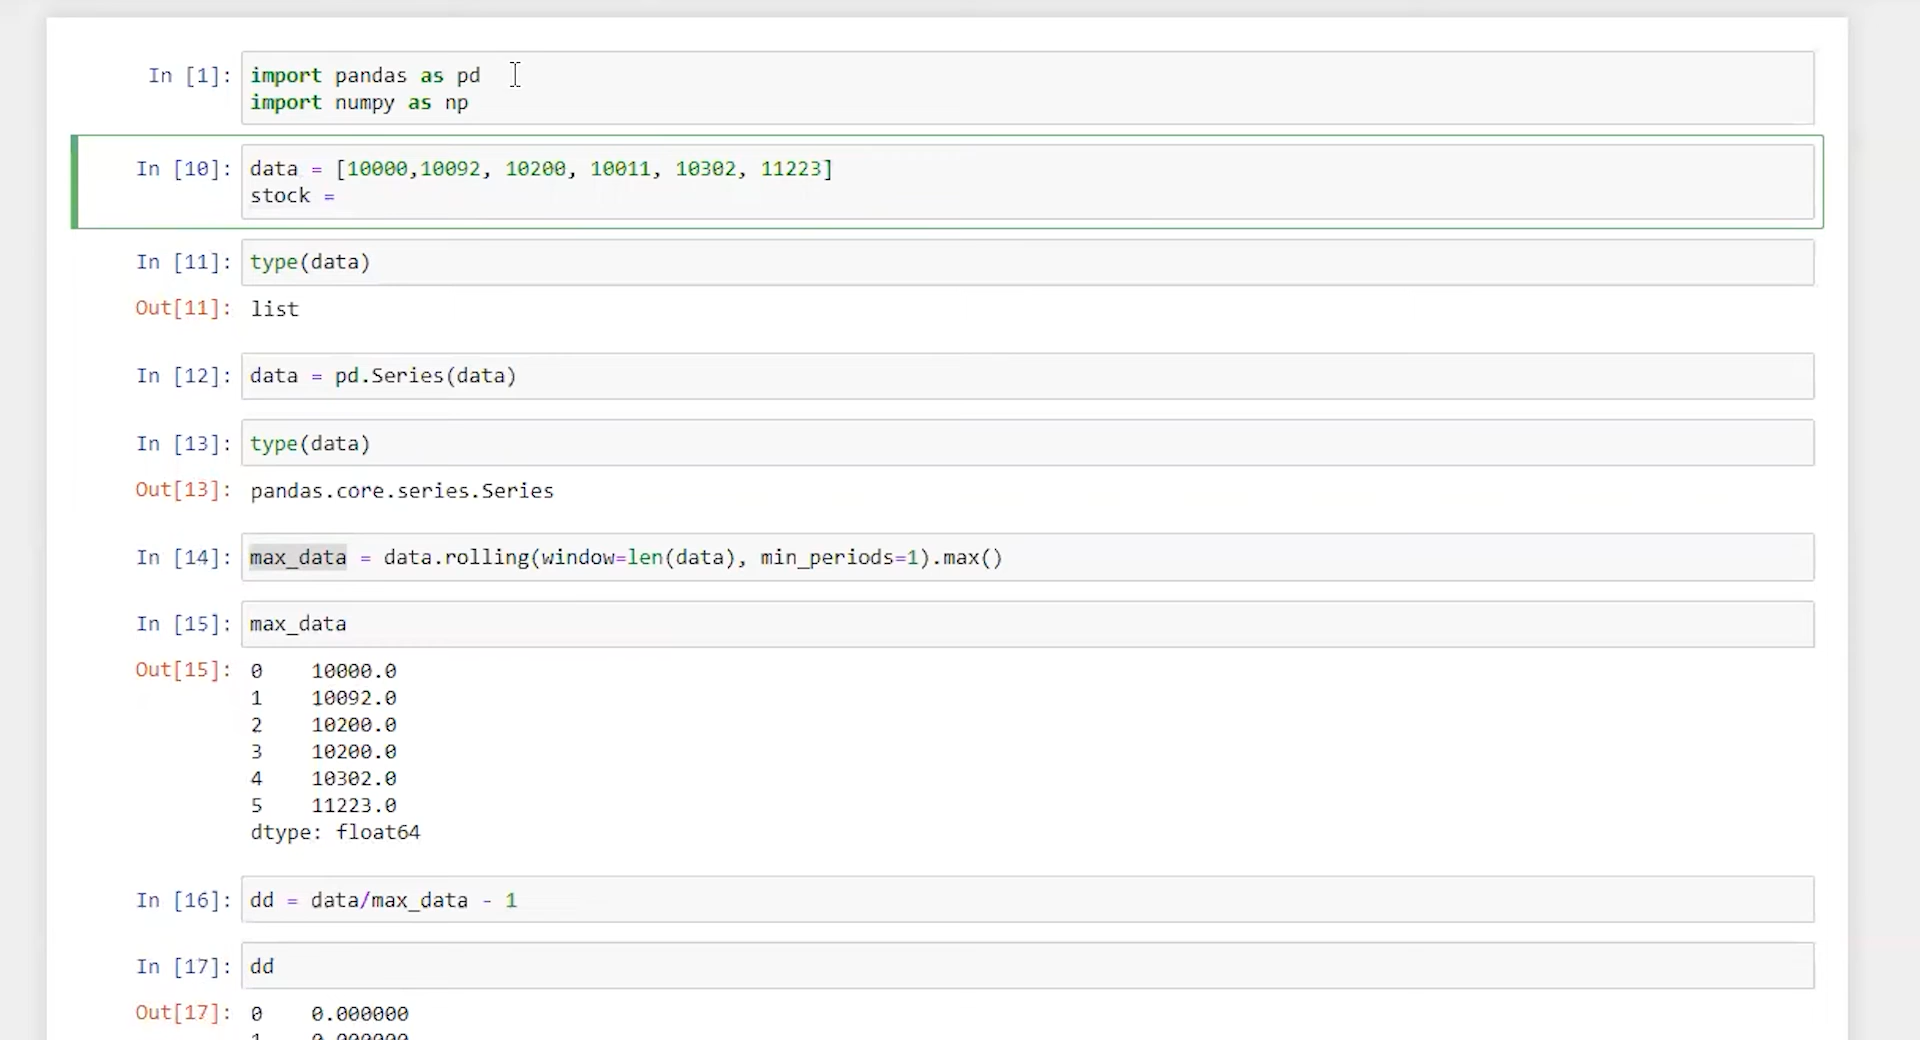 In [1]: import pandas as pd
import numpy as np
In [10]: data = [10000,10092, 10200, 10011, 10302, 11223]
stock =
In [11]: type(data)
Out[11]: list
In [12]: data = pd.Series(data)
In [13]: type(data)
Out[13]: pandas.core.series.Series
In [14]: max_data = data.rolling(window=len(data), min_periods=1).max()
In [15]: max_data
Out[15]: 0    10000.0
1    10092.0
2    10200.0
3    10200.0
4    10302.0
5    11223.0
dtype: float64
In [16]: dd = data/max_data - 1
In [17]: dd
Out[17]: 0    0.000000
1    0.000000